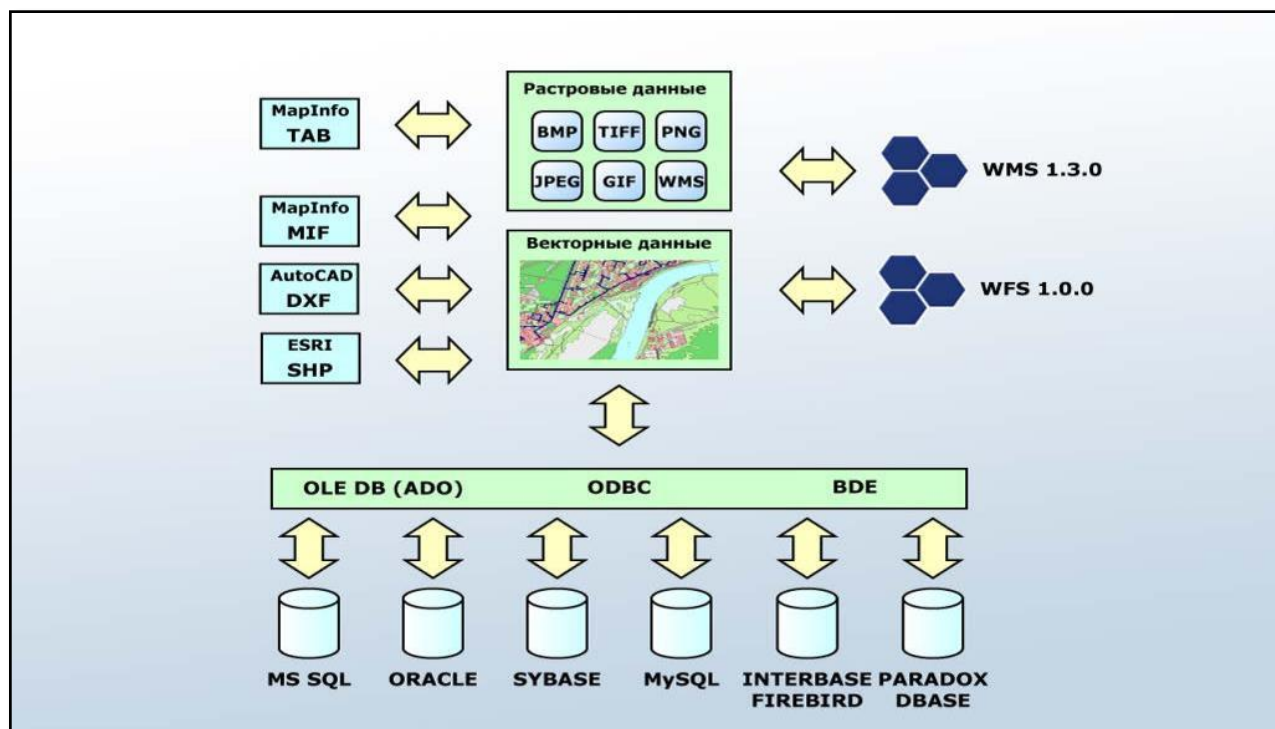 MapInfo
TAB
MapInfo
MIF
AutoCAD
DXF
ESRI
SHP
Растровые данные
BMP TIFF PNG
JPEG GIF WMS
Векторные данные
WMS 1.3.0
WFS 1.0.0
OLE DB (ADO) ODBC BDE
MS SQL ORACLE SYBASE MySQL INTERBASE PARADOX
FIREBIRD DBASE